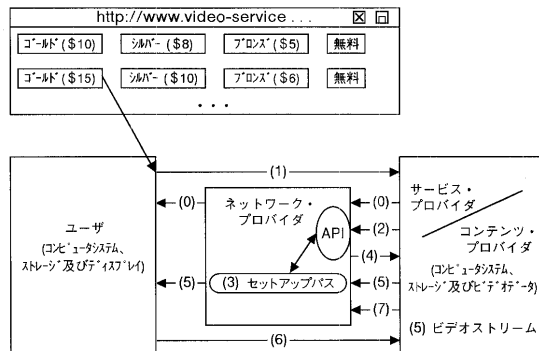 http://www.video-service . . .
ｺﾞｰﾙﾄﾞ($10) ｼﾙﾊﾞｰ($8) ﾌﾞﾛﾝｽﾞ($5) 無料
ｺﾞｰﾙﾄﾞ($15) ｼﾙﾊﾞｰ($10) ﾌﾞﾛﾝｽﾞ($6) 無料
• • •
(1)
(0)
ネットワーク・
プロバイダ
(0)
サービス・
プロバイダ
ユーザ
(ｺﾝﾋﾟｭｰﾀｼｽﾃﾑ、
ｽﾄﾚｰｼﾞ及びﾃﾞｨｽﾌﾟﾚｲ)
API
(2)
コンテンツ・
プロバイダ
(4)
(ｺﾝﾋﾟｭｰﾀｼｽﾃﾑ、
ｽﾄﾚｰｼﾞ及びﾋﾞﾃﾞｵﾃﾞｰﾀ)
(5)
(3) セットアップパス
(5)
(7)
(5) ビデオストリーム
(6)